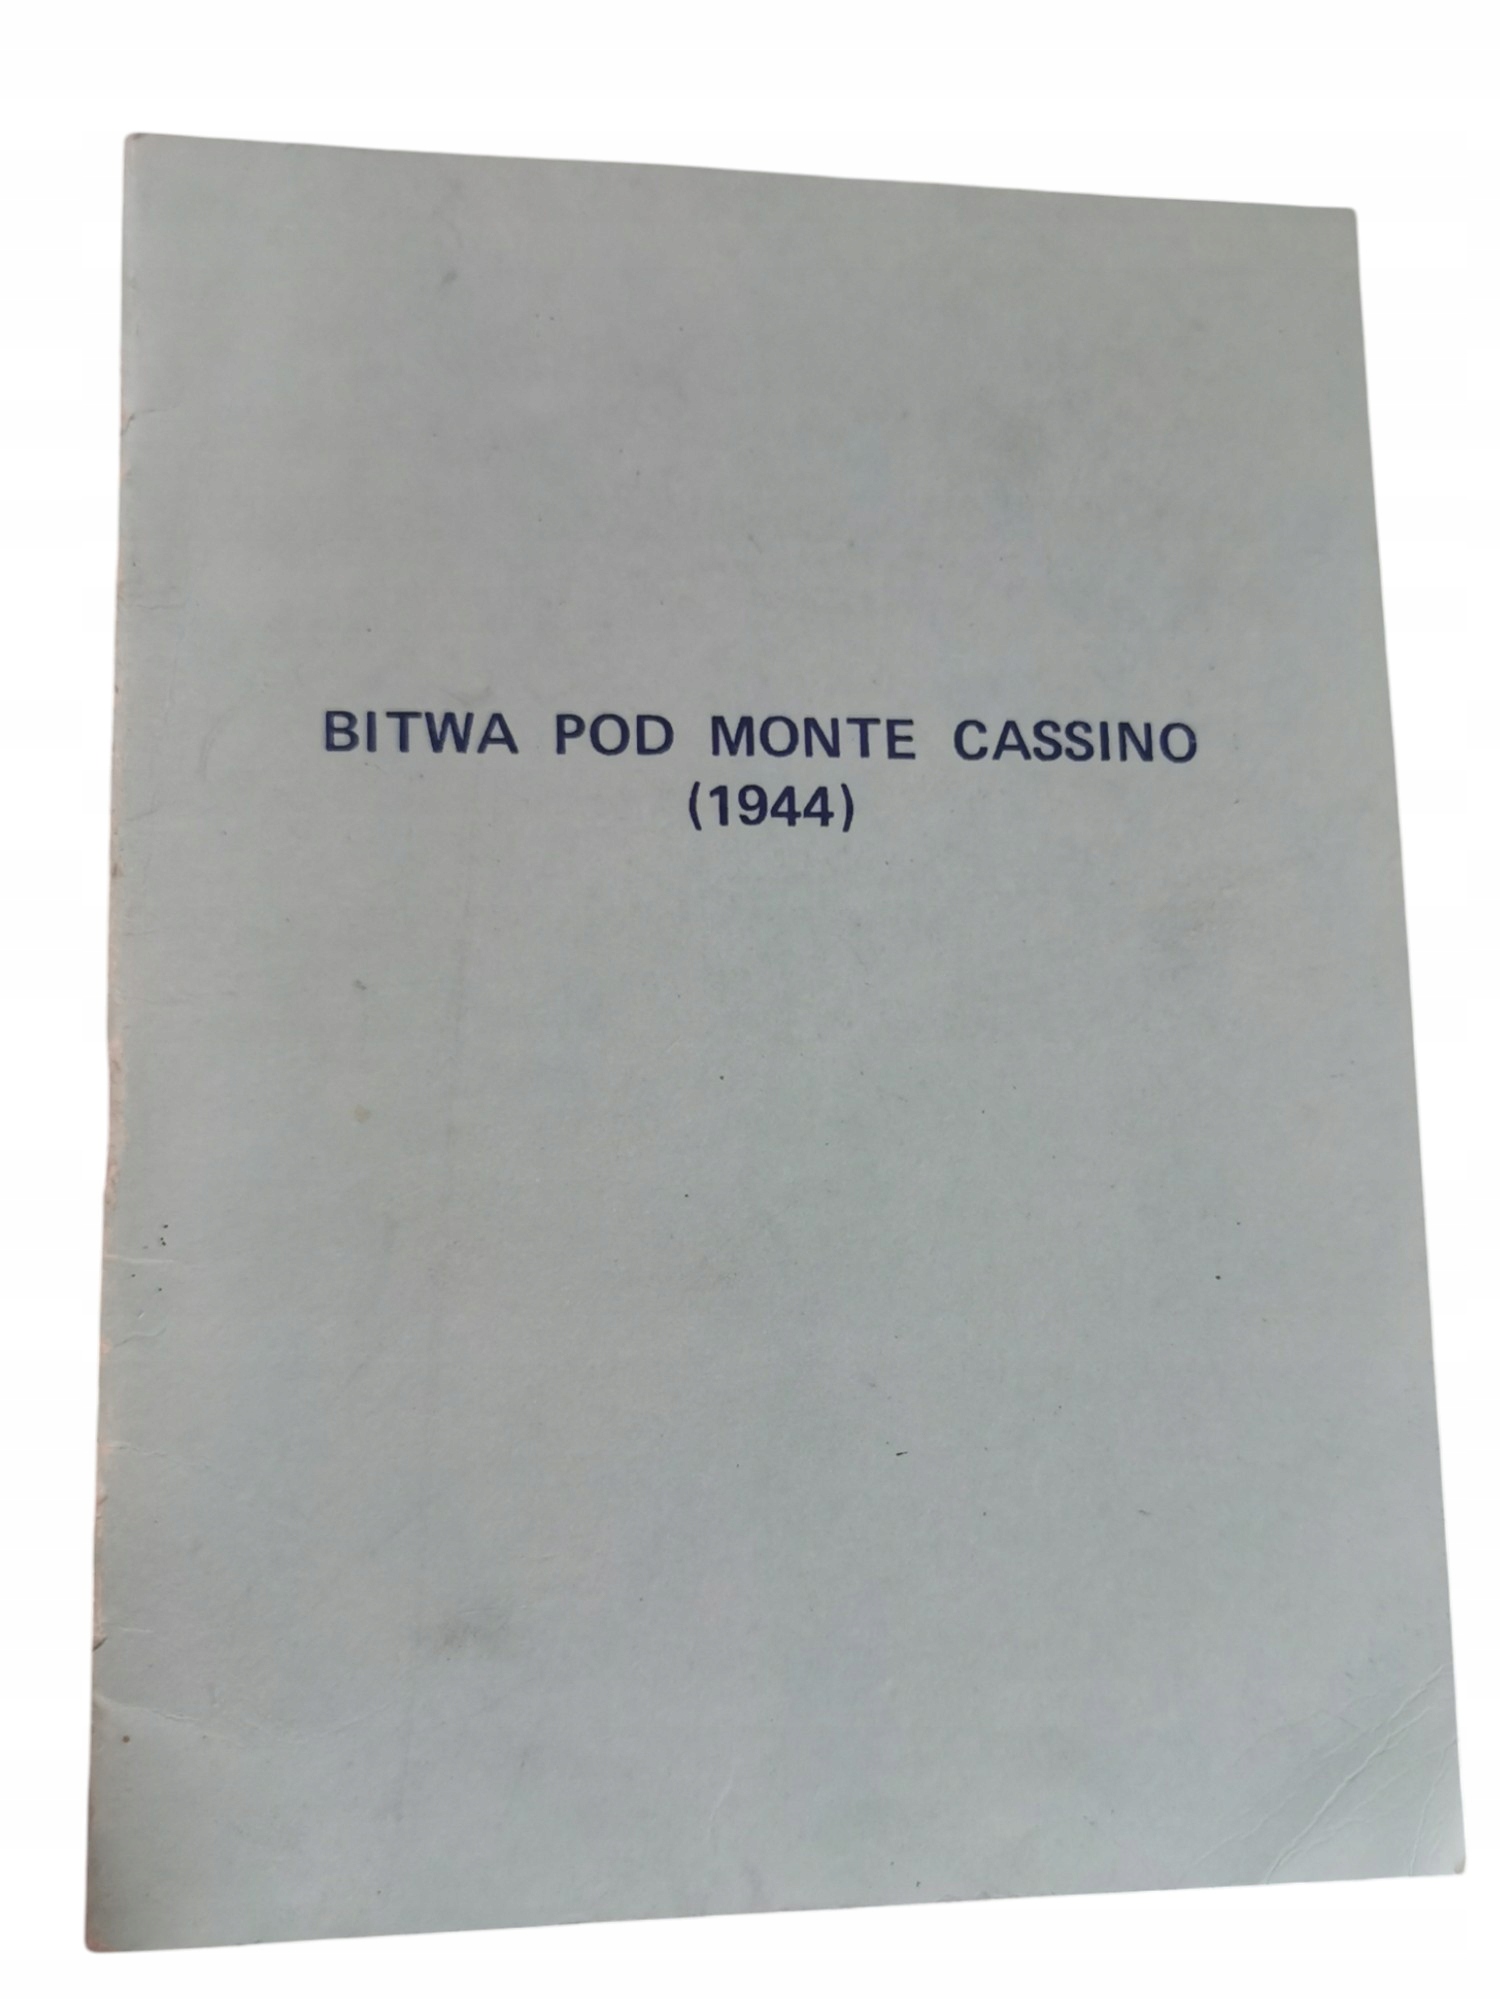 BITWA POD MONTE CASSINO
(1944)